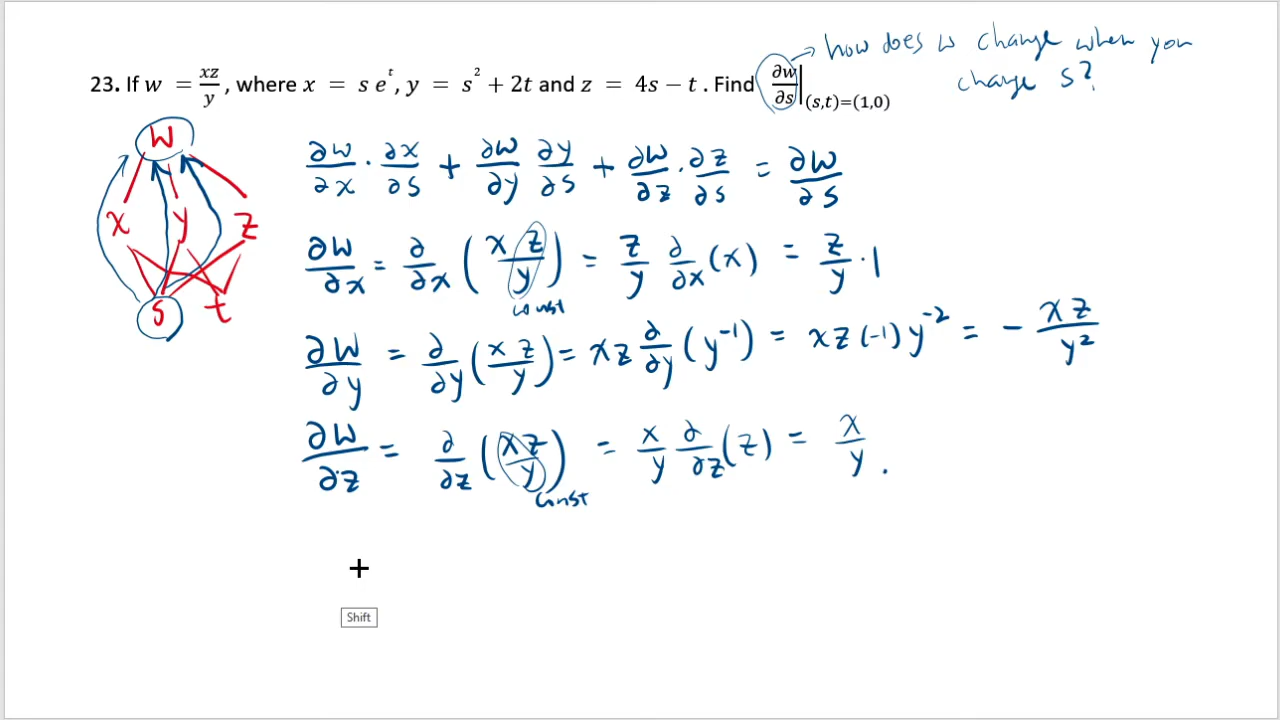 23. If w = xz/y, where x = s e^t, y = s^2 + 2t and z = 4s − t. Find ∂w/∂s|(s,t)=(1,0)
how does w change when you
change s?
W
x y z
s t
∂w/∂x · ∂x/∂s + ∂w/∂y ∂y/∂s + ∂w/∂z · ∂z/∂s = ∂w/∂s
∂w/∂x = ∂/∂x (x z/y) = z/y ∂/∂x (x) = z/y · 1
const
∂w/∂y = ∂/∂y (x z/y) = xz ∂/∂y (y^-1) = xz (-1) y^-2 = - xz/y^2
∂w/∂z = ∂/∂z (xz/y) = x/y ∂/∂z (z) = x/y .
const
+
Shift